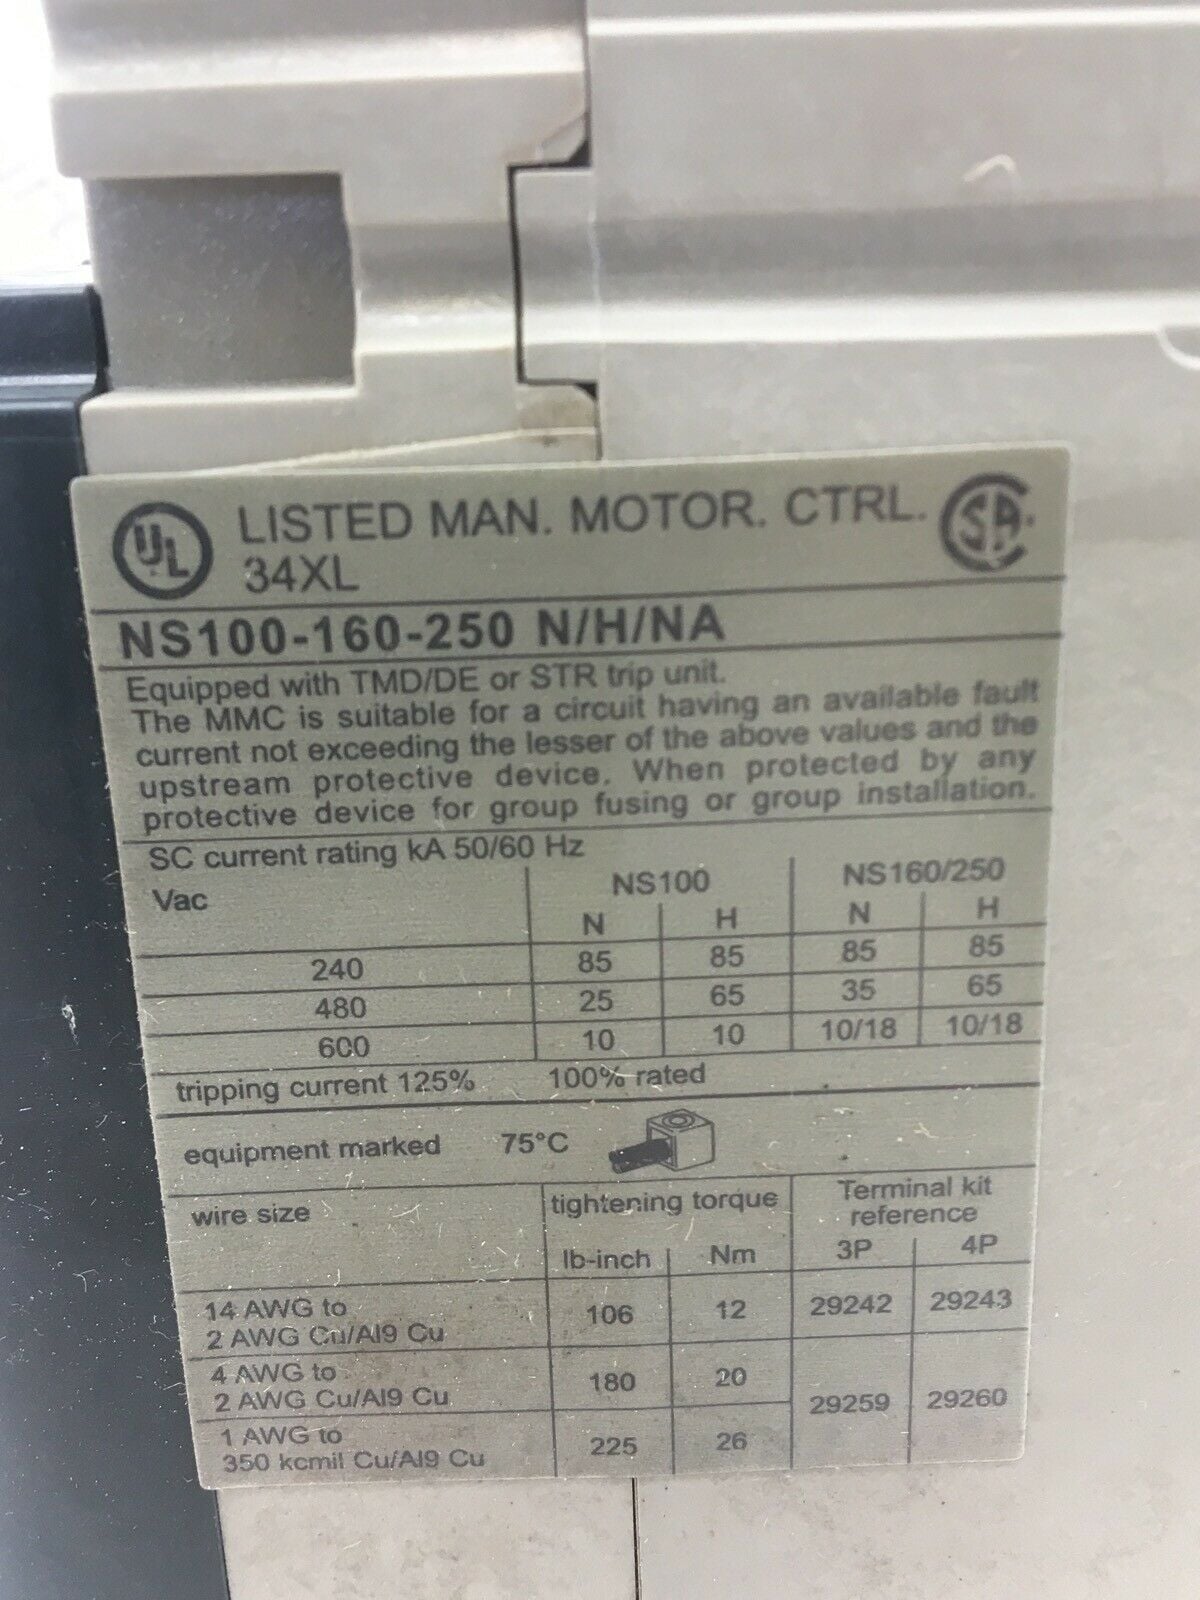 UL LISTED MAN. MOTOR. CTRL. SA
34XL
NS100-160-250 N/H/NA
Equipped with TMD/DE or STR trip unit.
The MMC is suitable for a circuit having an available fault
current not exceeding the lesser of the above values and the
upstream protective device. When protected by any
protective device for group fusing or group installation.
SC current rating kA 50/60 Hz
Vac NS100 NS160/250
N H N H
240 85 85 85 85
480 25 65 35 65
600 10 10 10/18 10/18
tripping current 125% 100% rated
equipment marked 75°C
wire size tightening torque Terminal kit
reference
lb-inch Nm 3P 4P
14 AWG to
2 AWG Cu/Al9 Cu 106 12 29242 29243
4 AWG to
2 AWG Cu/Al9 Cu 180 20 29259 29260
1 AWG to
350 kcmil Cu/Al9 Cu 225 26